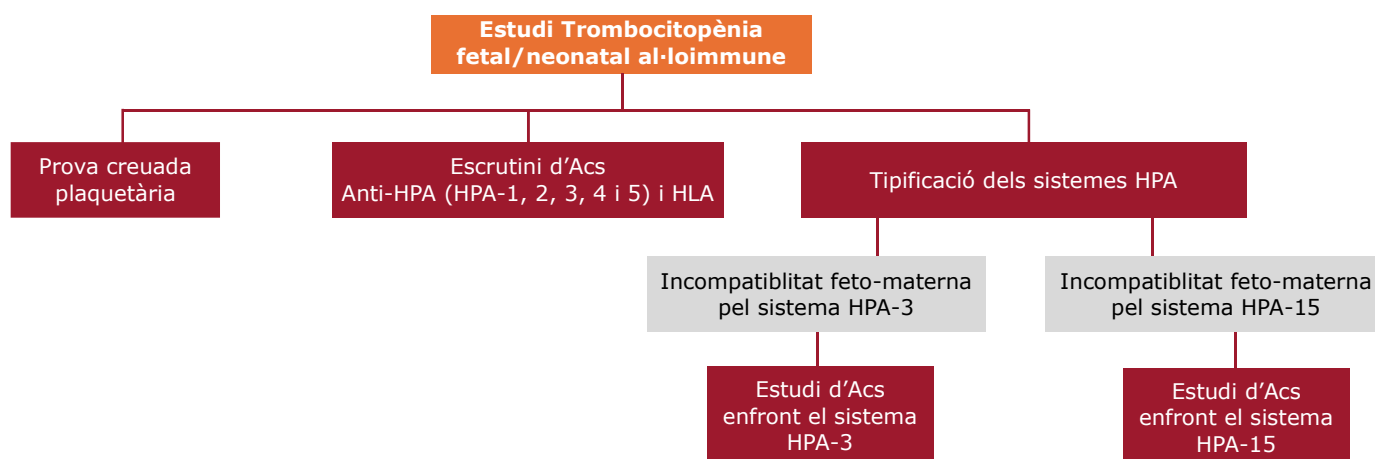 Estudi Trombocitopènia
fetal/neonatal al·loimmune
Prova creuada
plaquetària
Escrutini d'Acs
Anti-HPA (HPA-1, 2, 3, 4 i 5) i HLA
Tipificació dels sistemes HPA
Incompatiblitat feto-materna
pel sistema HPA-3
Incompatiblitat feto-materna
pel sistema HPA-15
Estudi d'Acs
enfront el sistema
HPA-3
Estudi d'Acs
enfront el sistema
HPA-15